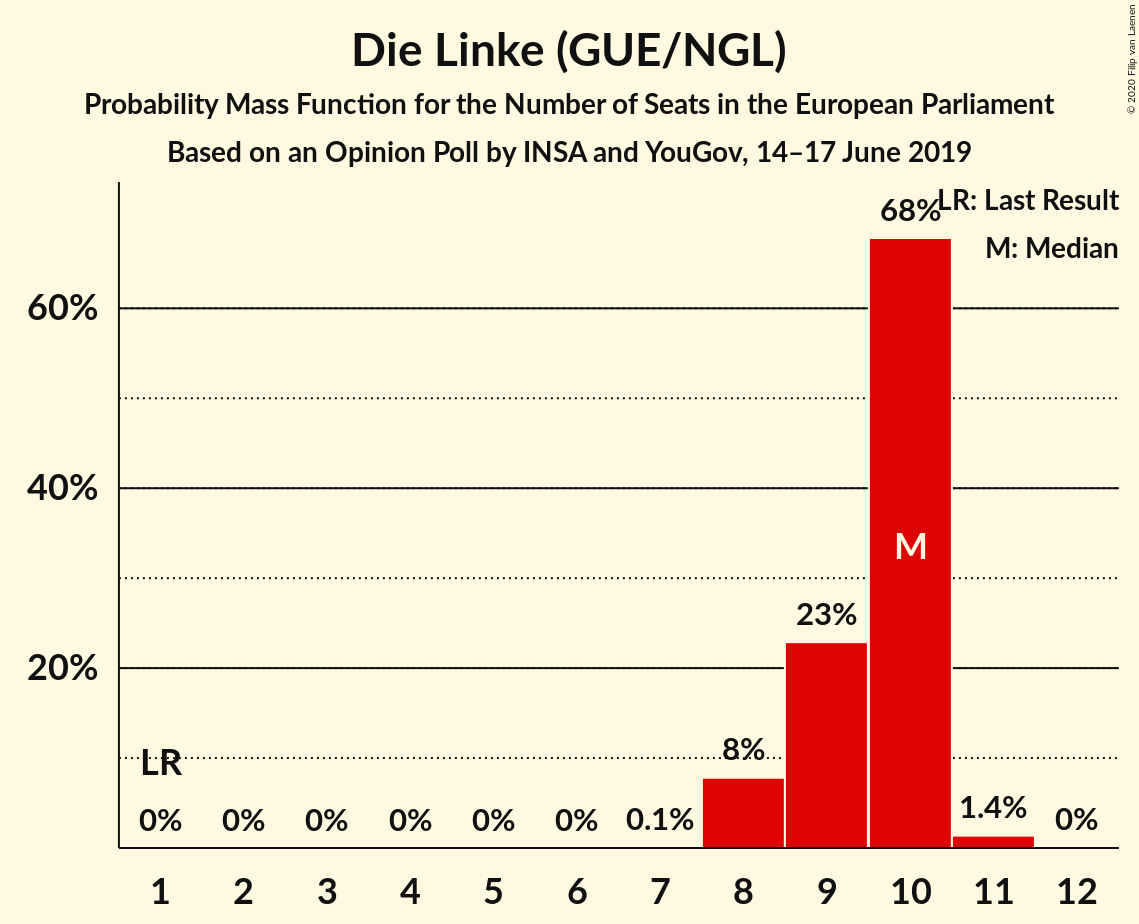 Die Linke (GUE/NGL)
Probability Mass Function for the Number of Seats in the European Parliament
Based on an Opinion Poll by INSA and YouGov, 14–17 June 2019
© 2020 Filip van Laenen
LR: Last Result
M: Median
68%
60%
40%
M
23%
20%
8%
LR
0% 0% 0% 0% 0% 0% 0.1% 1.4% 0%
1 2 3 4 5 6 7 8 9 10 11 12